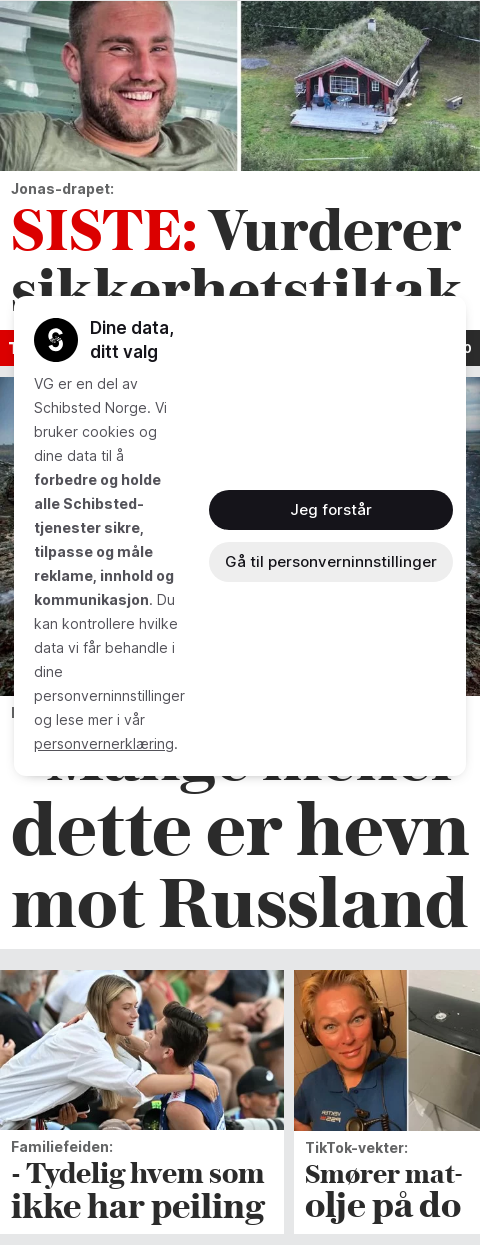 Jonas-drapet:
SISTE: Vurderer
sikkerhetstiltak
Dine data,
ditt valg
VG er en del av
Schibsted Norge. Vi
bruker cookies og
dine data til å
forbedre og holde
alle Schibsted-
tjenester sikre,
tilpasse og måle
reklame, innhold og
kommunikasjon. Du
kan kontrollere hvilke
data vi får behandle i
dine
personverninnstillinger
og lese mer i vår
personvernerklæring.
Jeg forstår
Gå til personverninnstillinger
dette er hevn
mot Russland
Familiefeiden:
- Tydelig hvem som
ikke har peiling
TikTok-vekter:
Smører mat-
olje på do